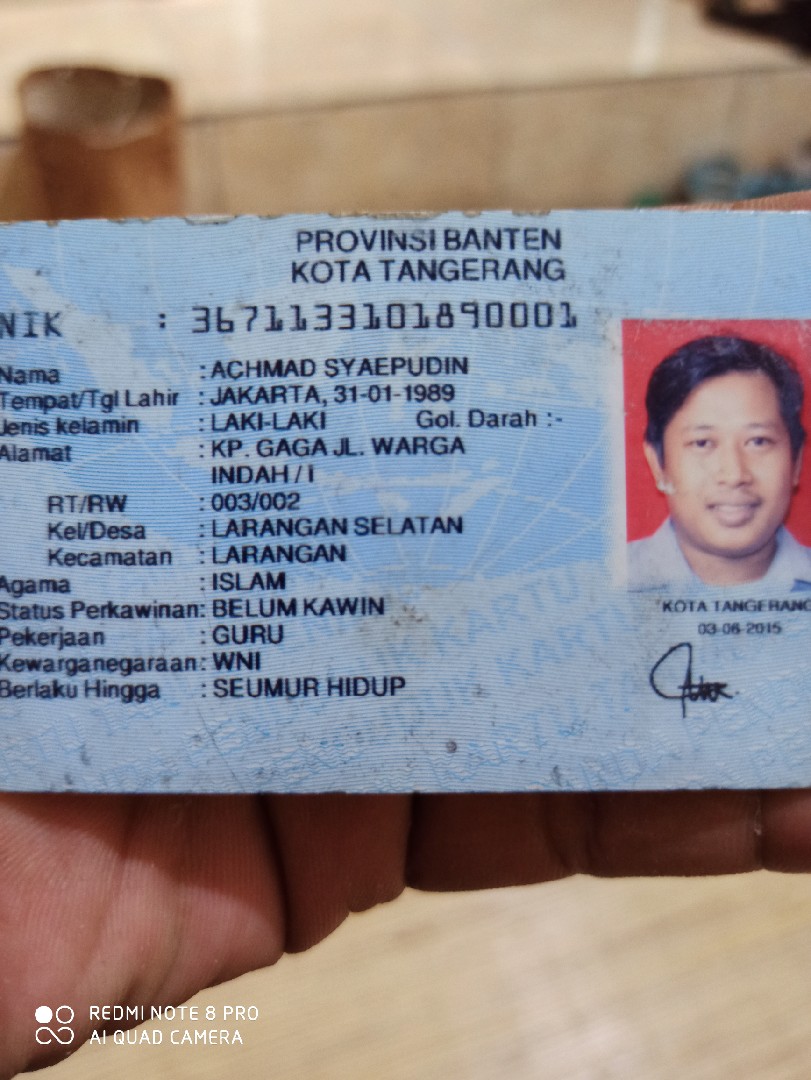 PROVINSI BANTEN
KOTA TANGERANG
NIK : 3671133101890001
Nama : ACHMAD SYAEPUDIN
Tempat/Tgl Lahir : JAKARTA, 31-01-1989
Jenis kelamin : LAKI-LAKI Gol. Darah :-
Alamat : KP. GAGA JL. WARGA
INDAH / I
RT/RW : 003/002
Kel/Desa : LARANGAN SELATAN
Kecamatan : LARANGAN
Agama : ISLAM
Status Perkawinan: BELUM KAWIN
Pekerjaan : GURU
Kewarganegaraan: WNI
Berlaku Hingga : SEUMUR HIDUP
KOTA TANGERANG
03-06-2015
REDMI NOTE 8 PRO
AI QUAD CAMERA